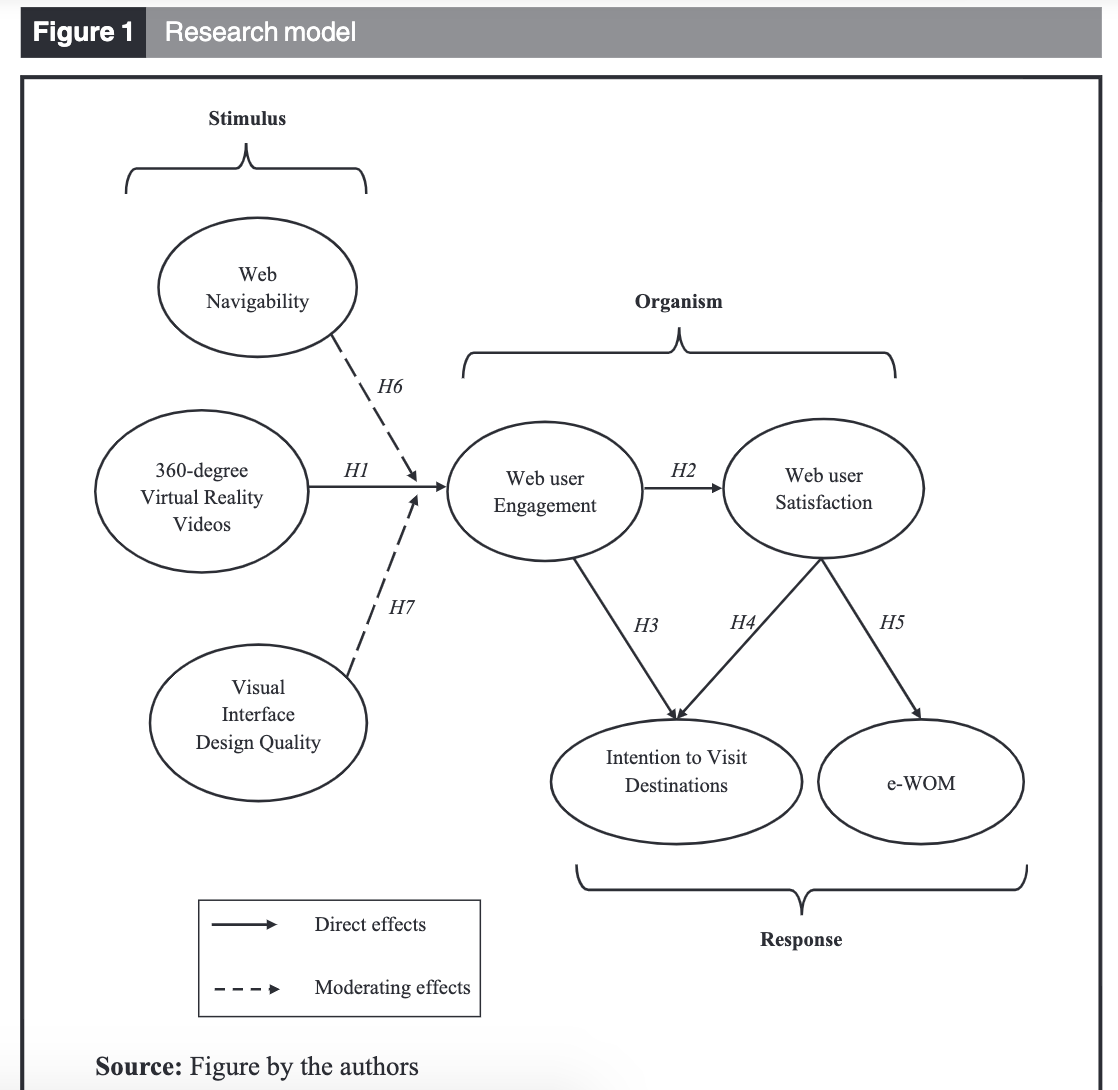 Figure 1 Research model
Stimulus
Web
Navigability
Organism
H6
360-degree
Virtual Reality
Videos
H1
Web user
Engagement
H2
Web user
Satisfaction
H7
H3
H4
H5
Visual
Interface
Design Quality
Intention to Visit
Destinations
e-WOM
Response
Direct effects
Moderating effects
Source: Figure by the authors